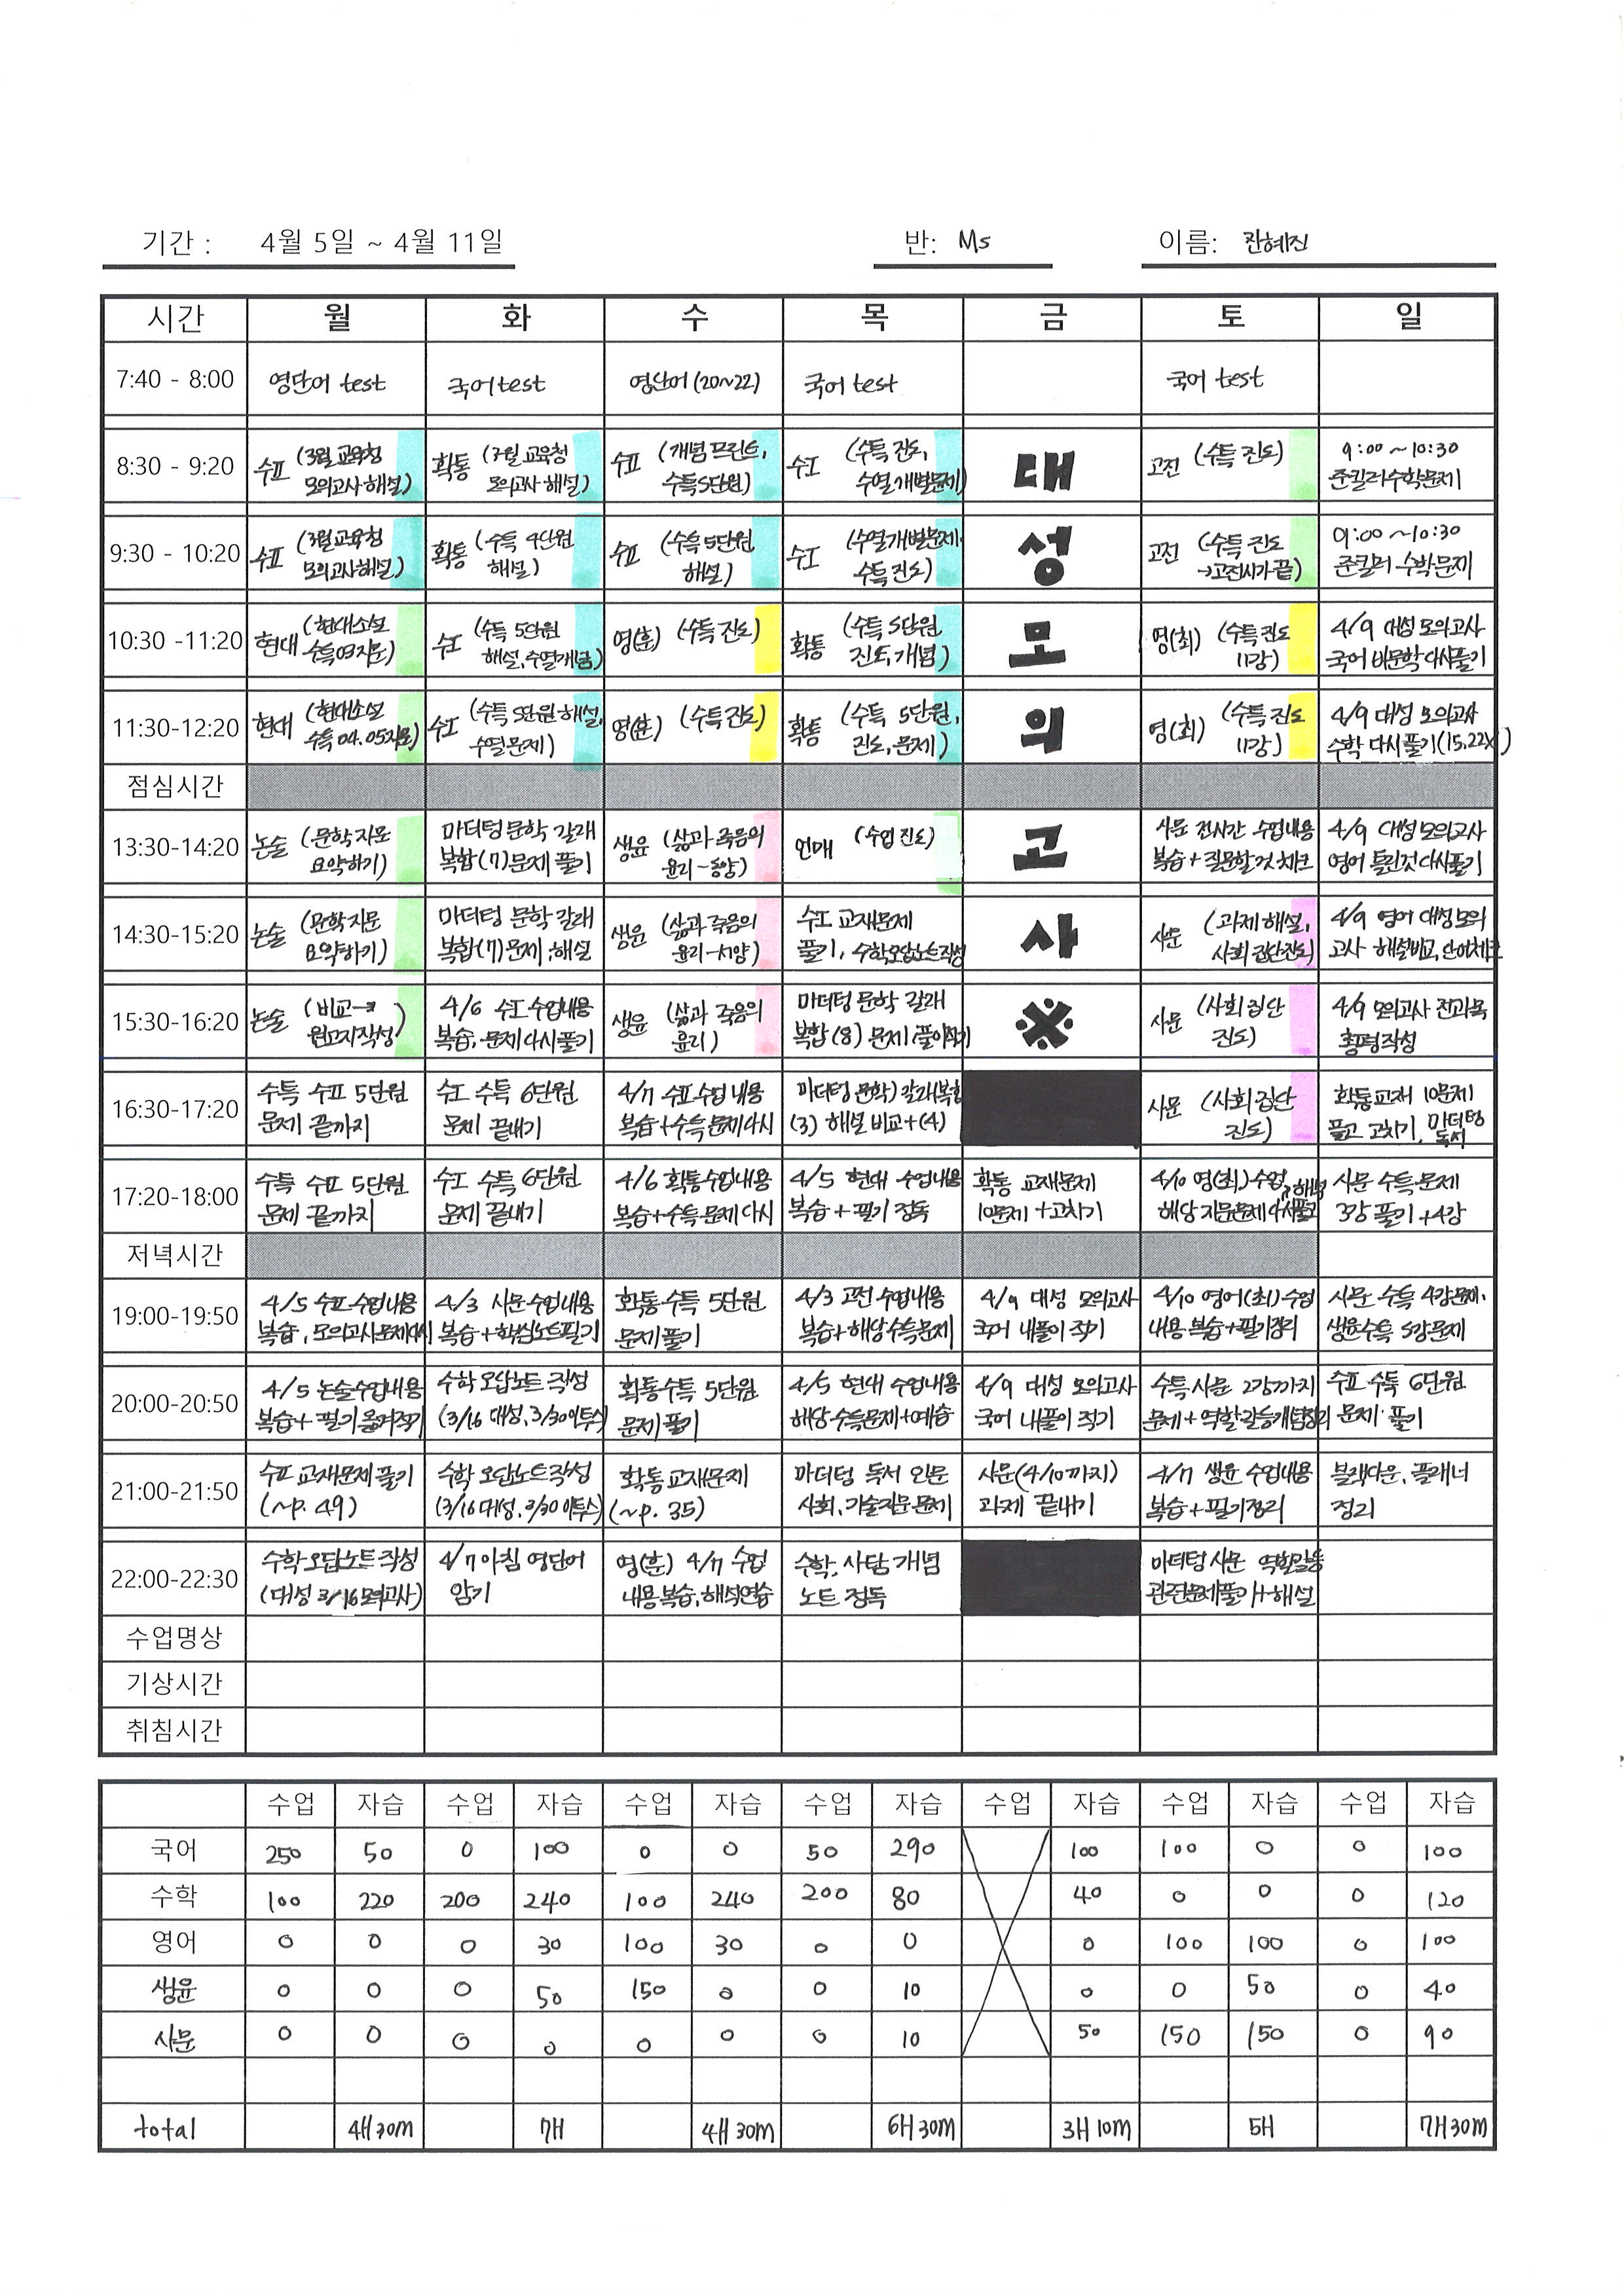 기간 : 4월 5일 ~ 4월 11일 반: Ms 이름: 한혜진
시간 월 화 수 목 금 토 일
7:40 - 8:00 영단어 test 국어 test 영단어 (20~22) 국어 test 국어 test
8:30 - 9:20 수Ⅱ (3월 교육청 모의고사 해설) 확통 (3월 교육청 모의고사 해설) 수Ⅱ (개념프린트, 수특5단원) 수Ⅰ (수특 진도, 수열개별문제) 대 고전 (수특 진도) 9:00 ~ 10:30 준킬러수학문제
9:30 - 10:20 수Ⅱ (3월교육청 모의고사해설) 확통 (수특 4단원 해설) 수Ⅱ (수특 5단원 해설) 수Ⅰ (수열개별문제. 수특진도) 성 고전 (수특 진도 →고전시가끝) 9:00 ~ 10:30 준킬러 수학문제
10:30 -11:20 현대 (현대소설 수특 03지문) 수Ⅰ (수특 5단원 해설, 수열개념) 영(훈) (수특 진도) 확통 (수특 5단원 진도, 개념) 모 영(최) (수특진도 11강) 4/9 대성 모의고사 국어 비문학 다시풀기
11:30-12:20 현대 (현대소설 수특 04. 05지문) 수Ⅰ (수특 5단원 해설, 수열문제) 영(훈) (수특 진도) 확통 (수특 5단원, 진도, 문제) 의 영(최) (수특 진도 11강) 4/9 대성 모의고사 수학 다시풀기(15,22x)
점심시간
13:30-14:20 논술 (문학지문 요약하기) 마더텅 문학 갈래 복합(7) 문제 풀기 생윤 (삶과 죽음의 윤리-동양) 언매 (수업 진도) 고 사문 전시간 수업내용 복습 + 질문할것 체크 4/9 대성모의고사 영어 틀린것 다시풀기
14:30-15:20 논술 (문학지문 요약하기) 마더텅 문학 갈래 복합(7) 문제, 해설 생윤 (삶과 죽음의 윤리-서양) 수Ⅰ 교재문제 풀기, 수학오답노트작성 사 사문 (과제해설, 사회집단진도) 4/9 영어 대성모의고사 해설비교, 단어체크
15:30-16:20 논술 (비교→ 원고지작성) 4/6 수Ⅰ 수업내용 복습, 문제다시풀기 생윤 (삶과 죽음의 윤리) 마더텅 문학 갈래 복합(8) 문제 풀이적기 ※ 사문 (사회집단 진도) 4/9 모의고사 전과목 총평작성
16:30-17:20 수특 수Ⅱ 5단원 문제 끝까지 수Ⅰ 수특 6단원 문제 끝내기 4/7 수Ⅱ 수업 내용 복습+수특문제다시 마더텅 문학) 갈래복합 (3) 해설 비교+(4) 사문 (사회집단 진도) 확통교재 10문제 풀고 고치기, 마더텅 독서
17:20-18:00 수특 수Ⅱ 5단원 문제 끝까지 수Ⅰ 수특 6단원 문제 끝내기 4/6 확통수업내용 복습+수특문제다시 4/5 현대 수업내용 복습 + 필기 정독 확통 교재문제 10문제 +고치기 4/10 영(최) 수업 해당 지문문제 다시풀고 사문 수특 문제 3강 풀기 +4강
저녁시간
19:00-19:50 4/5 수Ⅱ수업내용 복습, 모의고사문제다시 4/3 사문 수업내용 복습 + 핵심노트필기 확통수특 5단원 문제풀기 4/3 고전 수업내용 복습+해당수특문제 4/9 대성 모의고사 국어 내풀이 적기 4/10 영어(최) 수업 내용 복습+필기정리 사문 수특 4강문제. 생윤수특 5강문제
20:00-20:50 4/5 논술수업내용 복습+ 필기 옮겨적기 수학 오답노트 작성 (3/16 대성, 3/30이투스) 확통수특 5단원 문제 풀기 4/5 현대 수업내용 해당수특문제+예습 4/9 대성 모의고사 국어 내풀이 적기 수특사문 2강까지 문제+역할갈등개념정리 수Ⅱ 수특 6단원 문제 풀기
21:00-21:50 수Ⅱ 교재문제 풀기 (~p. 49) 수학 오답노트작성 (3/16대성, 3/30이투스) 확통교재문제 (~p. 35) 마더텅 독서 인문 사회, 기술지문 문제 사문(4/10까지) 과제 끝내기 4/7 생윤 수업내용 복습+필기정리 플래너 정리
22:00-22:30 수학오답노트작성 (대성 3/16모의고사) 4/7 아침 영단어 암기 영(훈) 4/7 수업 내용복습, 해석연습 수학, 사탐 개념 노트 정독 마더텅 사문 역할갈등 관련문제풀기+해설
수업명상
기상시간
취침시간
수업 자습 수업 자습 수업 자습 수업 자습 수업 자습 수업 자습 수업 자습
국어 250 50 0 100 0 0 50 290 100 100 0 0 100
수학 100 220 200 240 100 240 200 80 40 0 0 0 120
영어 0 0 0 30 100 30 0 0 0 100 100 0 100
생윤 0 0 0 50 150 0 0 10 0 0 50 0 40
사문 0 0 0 0 0 0 0 10 50 150 150 0 90
total 4H 30M 7H 4H 30M 6H 30M 3H 10M 5H 7H 30M